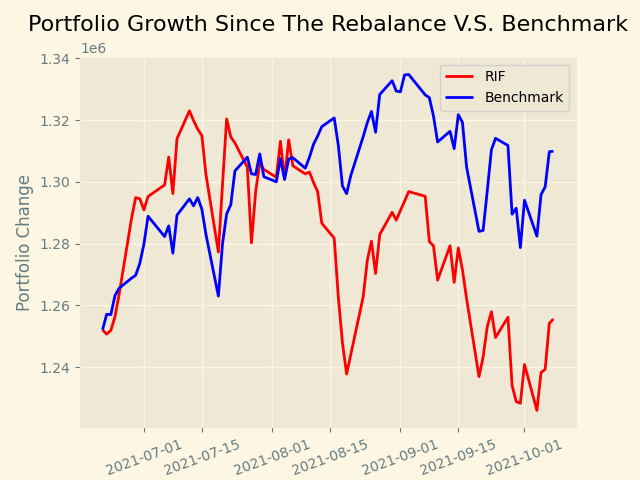 Portfolio Growth Since The Rebalance V.S. Benchmark
1e6
1.34
1.32
1.30
1.28
1.26
1.24
Portfolio Change
RIF
Benchmark
2021-07-01
2021-07-15
2021-08-01
2021-08-15
2021-09-01
2021-09-15
2021-10-01